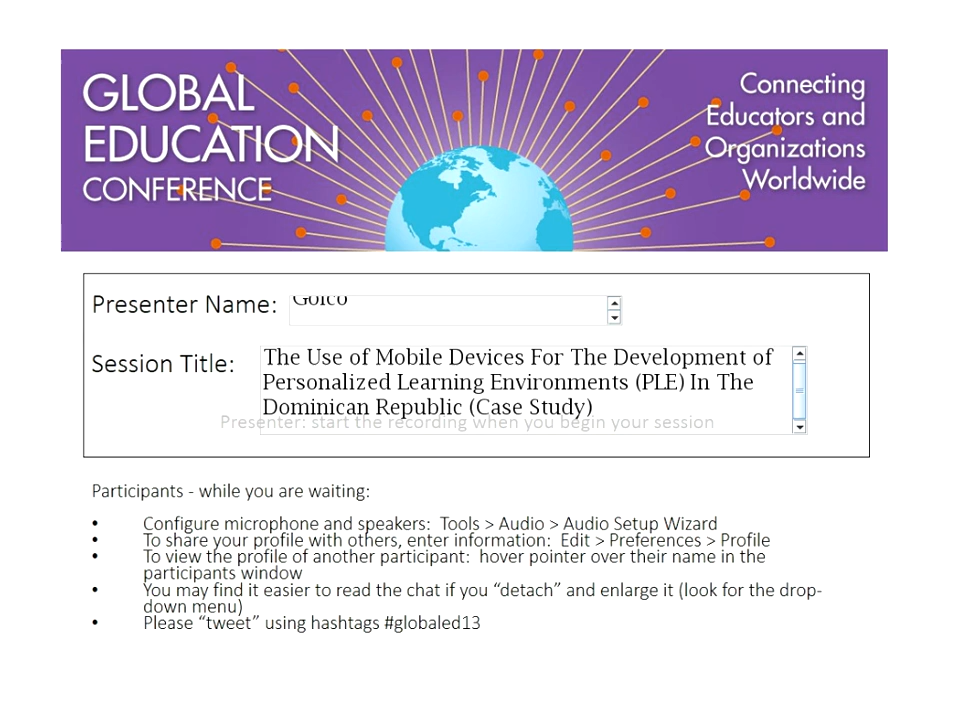 GLOBAL
EDUCATION
CONFERENCE
Connecting
Educators and
Organizations
Worldwide
Presenter Name:
Session Title:
The Use of Mobile Devices For The Development of
Personalized Learning Environments (PLE) In The
Dominican Republic (Case Study)
Presenter: start the recording when you begin your session
Participants - while you are waiting:
• Configure microphone and speakers: Tools > Audio > Audio Setup Wizard
• To share your profile with others, enter information: Edit > Preferences > Profile
• To view the profile of another participant: hover pointer over their name in the
participants window
• You may find it easier to read the chat if you “detach” and enlarge it (look for the drop-
down menu)
• Please “tweet” using hashtags #globaled13